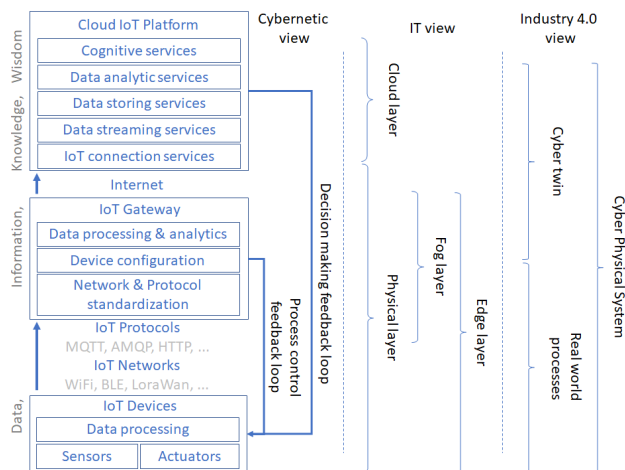 Cloud IoT Platform
Cognitive services
Data analytic services
Data storing services
Data streaming services
IoT connection services
Internet
IoT Gateway
Data processing & analytics
Device configuration
Network & Protocol
standardization
IoT Protocols
MQTT, AMQP, HTTP, ...
IoT Networks
WiFi, BLE, LoraWan, ...
IoT Devices
Data processing
Sensors
Actuators
Data,
Information,
Knowledge,
Wisdom
Cybernetic
view
Decision making feedback loop
Process control
feedback loop
IT view
Cloud layer
Physical layer
Fog layer
Edge layer
Industry 4.0
view
Cyber twin
Real world
processes
Cyber Physical System